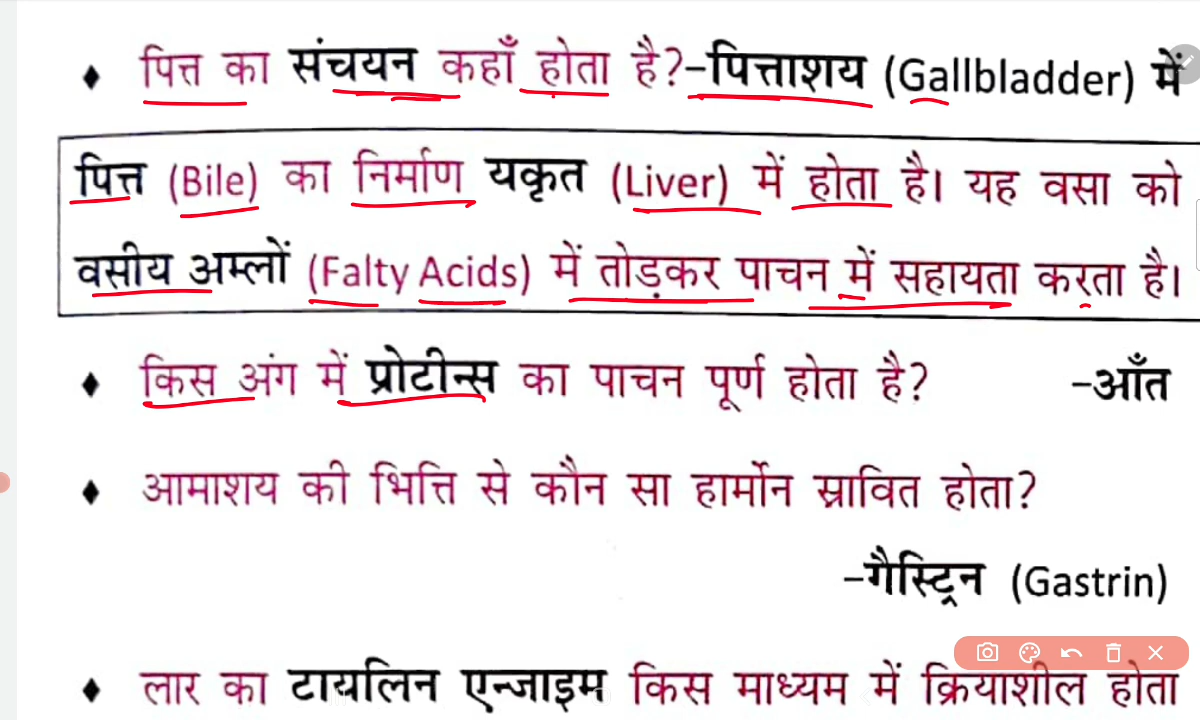 ♦ पित्त का संचयन कहाँ होता है?-पित्ताशय (Gallbladder) में
पित्त (Bile) का निर्माण यकृत (Liver) में होता है। यह वसा को
वसीय अम्लों (Falty Acids) में तोड़कर पाचन में सहायता करता है।
♦ किस अंग में प्रोटीन्स का पाचन पूर्ण होता है? -आँत
♦ आमाशय की भित्ति से कौन सा हार्मोन स्रावित होता?
-गैस्ट्रिन (Gastrin)
♦ लार का टायलिन एन्जाइम किस माध्यम में क्रियाशील होता